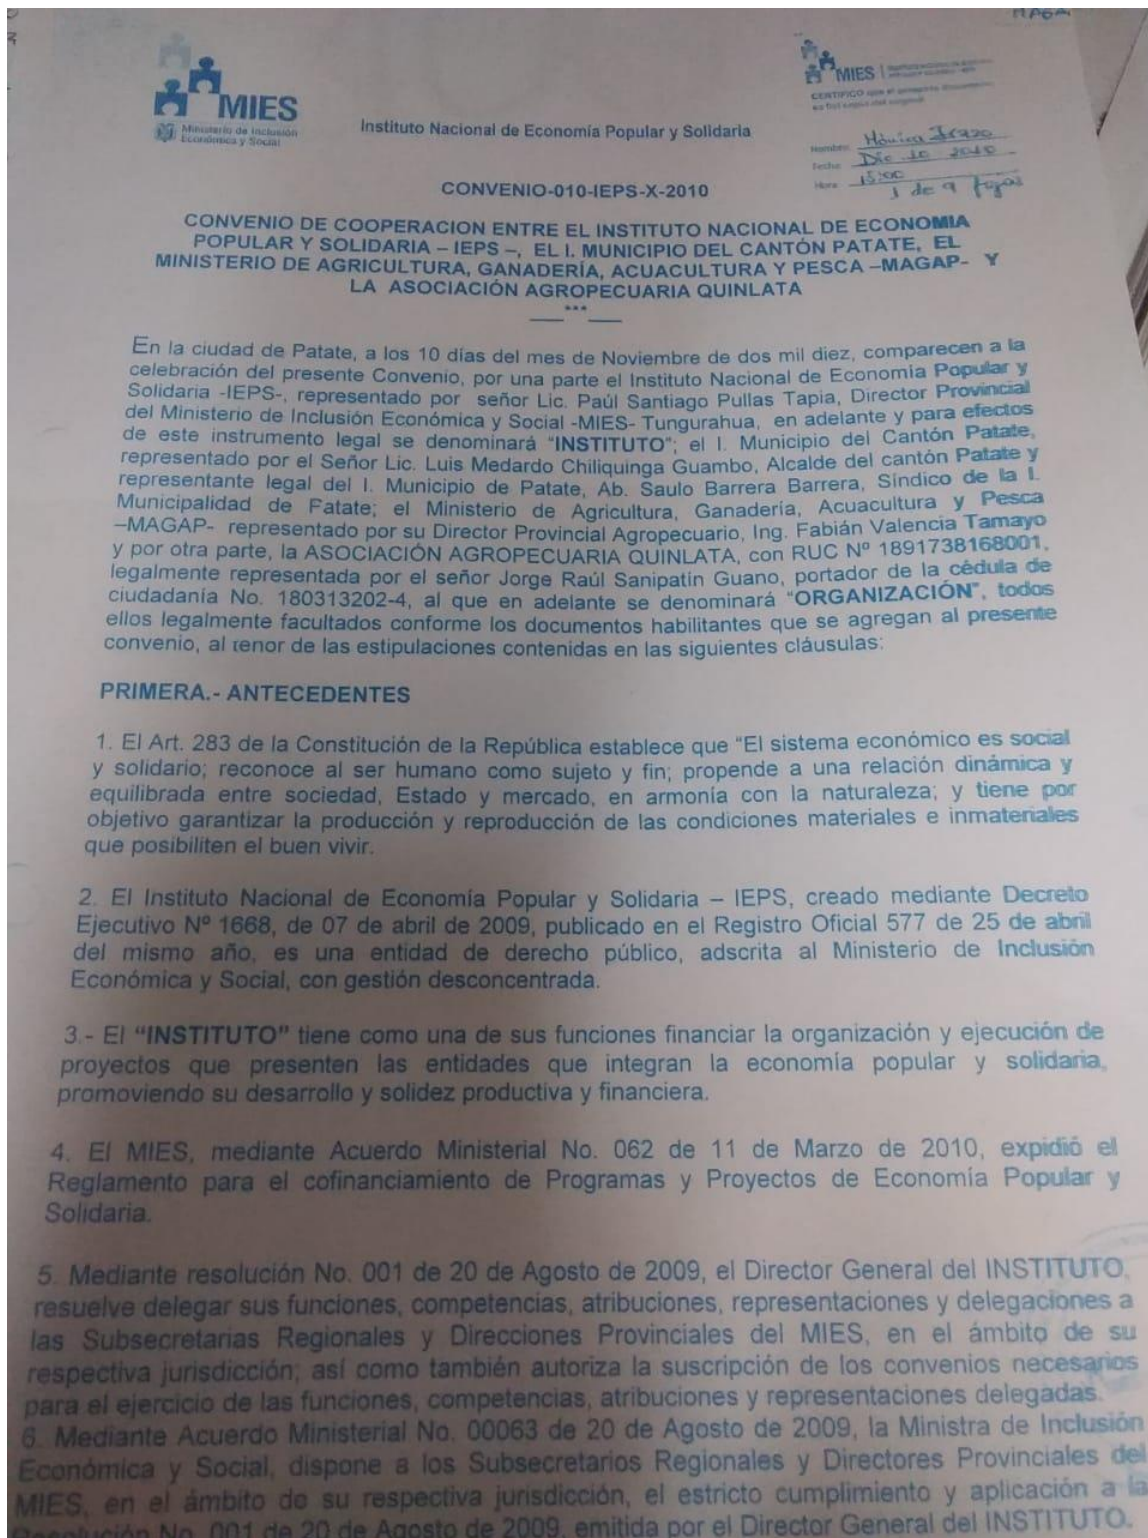 MAGA
MIES
Ministerio de Inclusión
Económica y Social
Instituto Nacional de Economía Popular y Solidaria
MIES
CERTIFICO que el presente documento
es fiel copia del original
Nombre: Mónica Erazo
Fecha: Dic 10 - 2010
Hora: 15:00
1 de 9 fojas
CONVENIO-010-IEPS-X-2010
CONVENIO DE COOPERACION ENTRE EL INSTITUTO NACIONAL DE ECONOMIA
POPULAR Y SOLIDARIA – IEPS –, EL I. MUNICIPIO DEL CANTÓN PATATE, EL
MINISTERIO DE AGRICULTURA, GANADERÍA, ACUACULTURA Y PESCA –MAGAP- Y
LA ASOCIACIÓN AGROPECUARIA QUINLATA
___***___
En la ciudad de Patate, a los 10 días del mes de Noviembre de dos mil diez, comparecen a la
celebración del presente Convenio, por una parte el Instituto Nacional de Economía Popular y
Solidaria -IEPS-, representado por señor Lic. Paúl Santiago Pullas Tapia, Director Provincial
del Ministerio de Inclusión Económica y Social -MIES- Tungurahua, en adelante y para efectos
de este instrumento legal se denominará “INSTITUTO”; el I. Municipio del Cantón Patate,
representado por el Señor Lic. Luis Medardo Chiliquinga Guambo, Alcalde del cantón Patate y
representante legal del I. Municipio de Patate, Ab. Saulo Barrera Barrera, Síndico de la I.
Municipalidad de Fatate; el Ministerio de Agricultura, Ganadería, Acuacultura y Pesca
–MAGAP- representado por su Director Provincial Agropecuario, Ing. Fabián Valencia Tamayo
y por otra parte, la ASOCIACIÓN AGROPECUARIA QUINLATA, con RUC Nº 1891738168001,
legalmente representada por el señor Jorge Raúl Sanipatín Guano, portador de la cédula de
ciudadanía No. 180313202-4, al que en adelante se denominará “ORGANIZACIÓN”, todos
ellos legalmente facultados conforme los documentos habilitantes que se agregan al presente
convenio, al tenor de las estipulaciones contenidas en las siguientes cláusulas:
PRIMERA.- ANTECEDENTES
1. El Art. 283 de la Constitución de la República establece que “El sistema económico es social
y solidario; reconoce al ser humano como sujeto y fin; propende a una relación dinámica y
equilibrada entre sociedad, Estado y mercado, en armonía con la naturaleza; y tiene por
objetivo garantizar la producción y reproducción de las condiciones materiales e inmateriales
que posibiliten el buen vivir.
2. El Instituto Nacional de Economía Popular y Solidaria – IEPS, creado mediante Decreto
Ejecutivo Nº 1668, de 07 de abril de 2009, publicado en el Registro Oficial 577 de 25 de abril
del mismo año, es una entidad de derecho público, adscrita al Ministerio de Inclusión
Económica y Social, con gestión desconcentrada.
3.- El “INSTITUTO” tiene como una de sus funciones financiar la organización y ejecución de
proyectos que presenten las entidades que integran la economía popular y solidaria,
promoviendo su desarrollo y solidez productiva y financiera.
4. El MIES, mediante Acuerdo Ministerial No. 062 de 11 de Marzo de 2010, expidió el
Reglamento para el cofinanciamiento de Programas y Proyectos de Economía Popular y
Solidaria.
5. Mediante resolución No. 001 de 20 de Agosto de 2009, el Director General del INSTITUTO,
resuelve delegar sus funciones, competencias, atribuciones, representaciones y delegaciones a
las Subsecretarias Regionales y Direcciones Provinciales del MIES, en el ámbito de su
respectiva jurisdicción; así como también autoriza la suscripción de los convenios necesarios
para el ejercicio de las funciones, competencias, atribuciones y representaciones delegadas.
6. Mediante Acuerdo Ministerial No. 00063 de 20 de Agosto de 2009, la Ministra de Inclusión
Económica y Social, dispone a los Subsecretarios Regionales y Directores Provinciales del
MIES, en el ámbito de su respectiva jurisdicción, el estricto cumplimiento y aplicación a la
Resolución No. 001 de 20 de Agosto de 2009, emitida por el Director General del INSTITUTO.